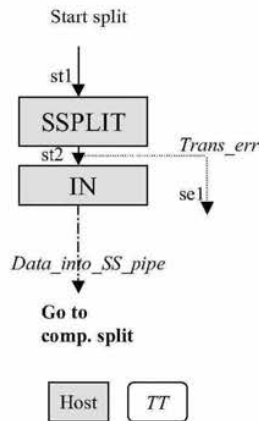 Start split
st1
SSPLIT
st2
Trans_err
IN
se1
Data_into_SS_pipe
Go to
comp. split
Host
TT